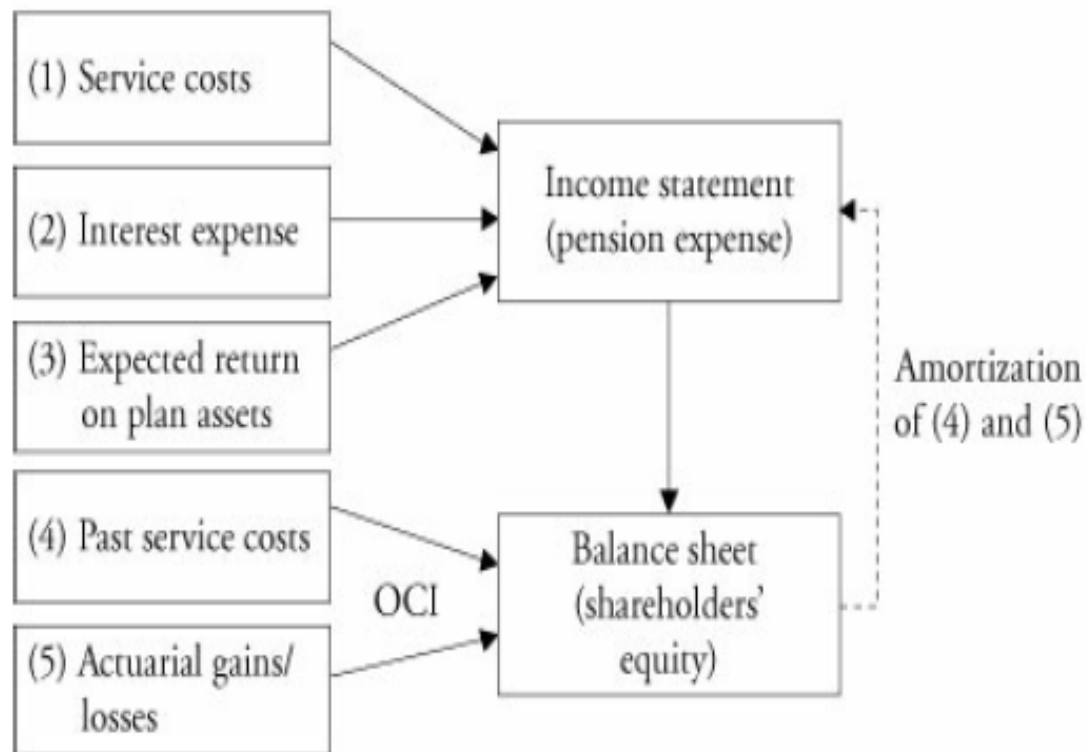 (1) Service costs
(2) Interest expense
(3) Expected return
on plan assets
(4) Past service costs
(5) Actuarial gains/
losses
OCI
Income statement
(pension expense)
Balance sheet
(shareholders'
equity)
Amortization
of (4) and (5)